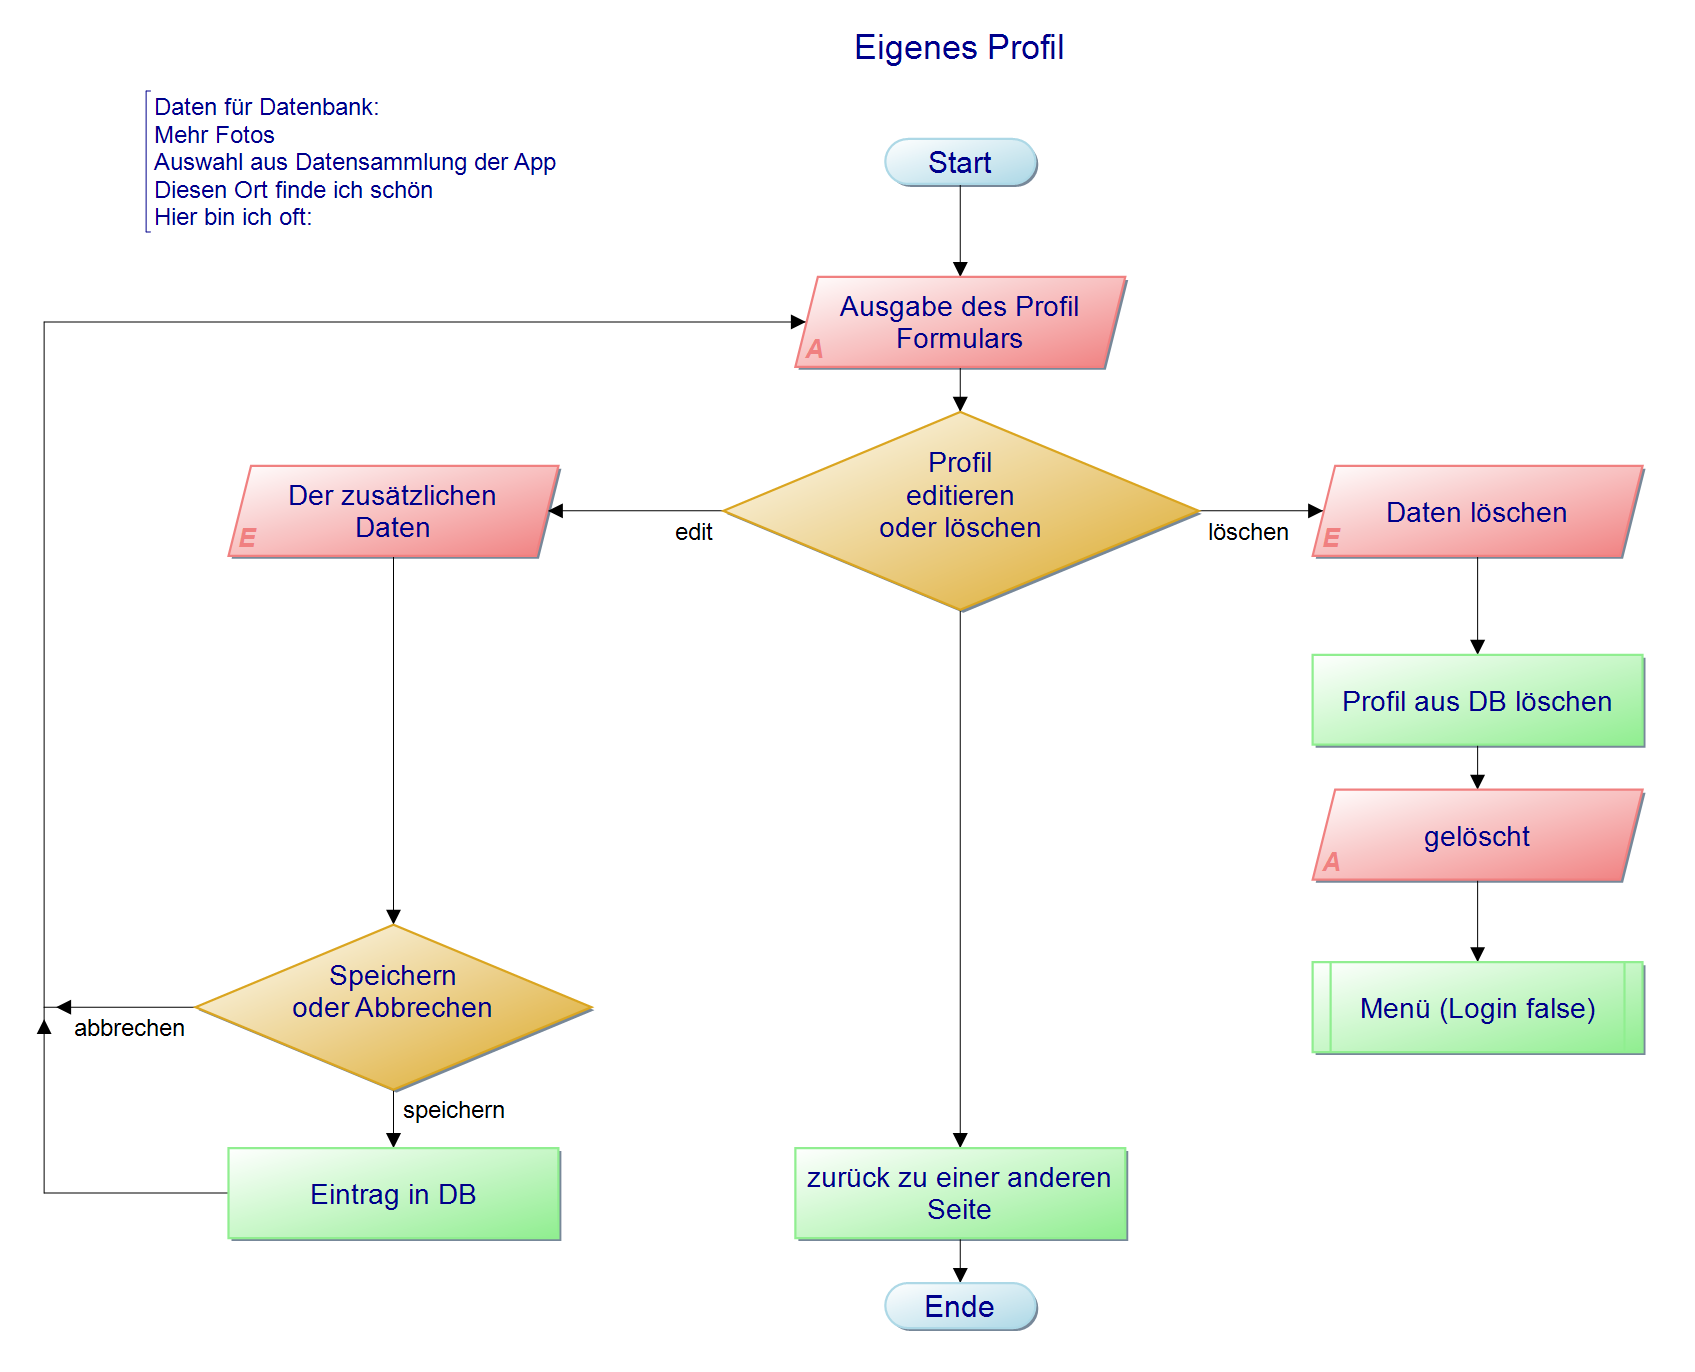 Eigenes Profil
Daten für Datenbank:
Mehr Fotos
Auswahl aus Datensammlung der App
Diesen Ort finde ich schön
Hier bin ich oft:
Start
Ausgabe des Profil
Formulars
A
Profil
editieren
oder löschen
edit
löschen
Der zusätzlichen
Daten
E
Daten löschen
E
Profil aus DB löschen
gelöscht
A
Menü (Login false)
Speichern
oder Abbrechen
abbrechen
speichern
Eintrag in DB
zurück zu einer anderen
Seite
Ende